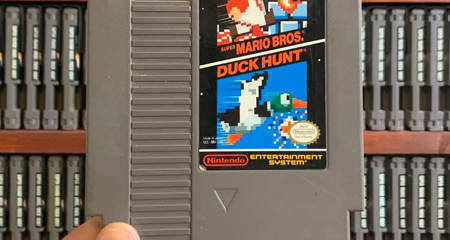 SUPER MARIO BROS.
DUCK HUNT
Nintendo
ENTERTAINMENT
SYSTEM